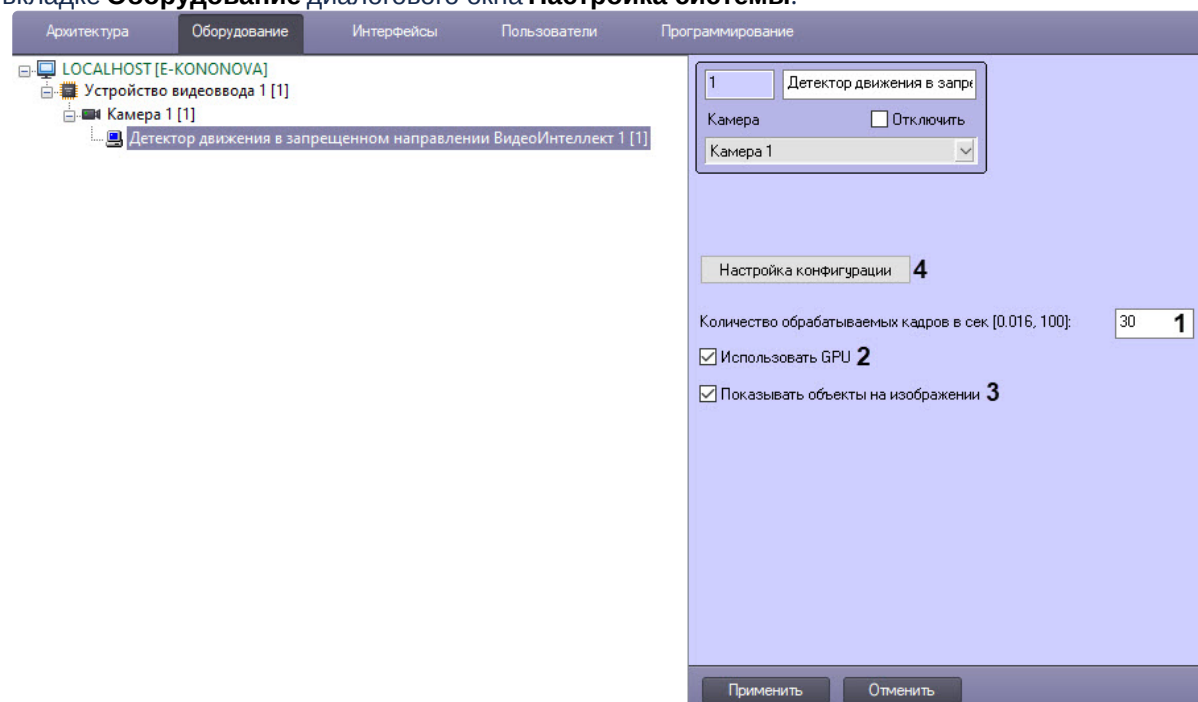 вкладке Оборудование диалогового окна Настройка системы.
Архитектура Оборудование Интерфейсы Пользователи Программирование
LOCALHOST [E-KONONOVA]
Устройство видеоввода 1 [1]
Камера 1 [1]
Детектор движения в запрещенном направлении ВидеоИнтеллект 1 [1]
1 Детектор движения в запре
Камера Отключить
Камера 1
Настройка конфигурации 4
Количество обрабатываемых кадров в сек [0.016, 100]: 30 1
Использовать GPU 2
Показывать объекты на изображении 3
Применить Отменить